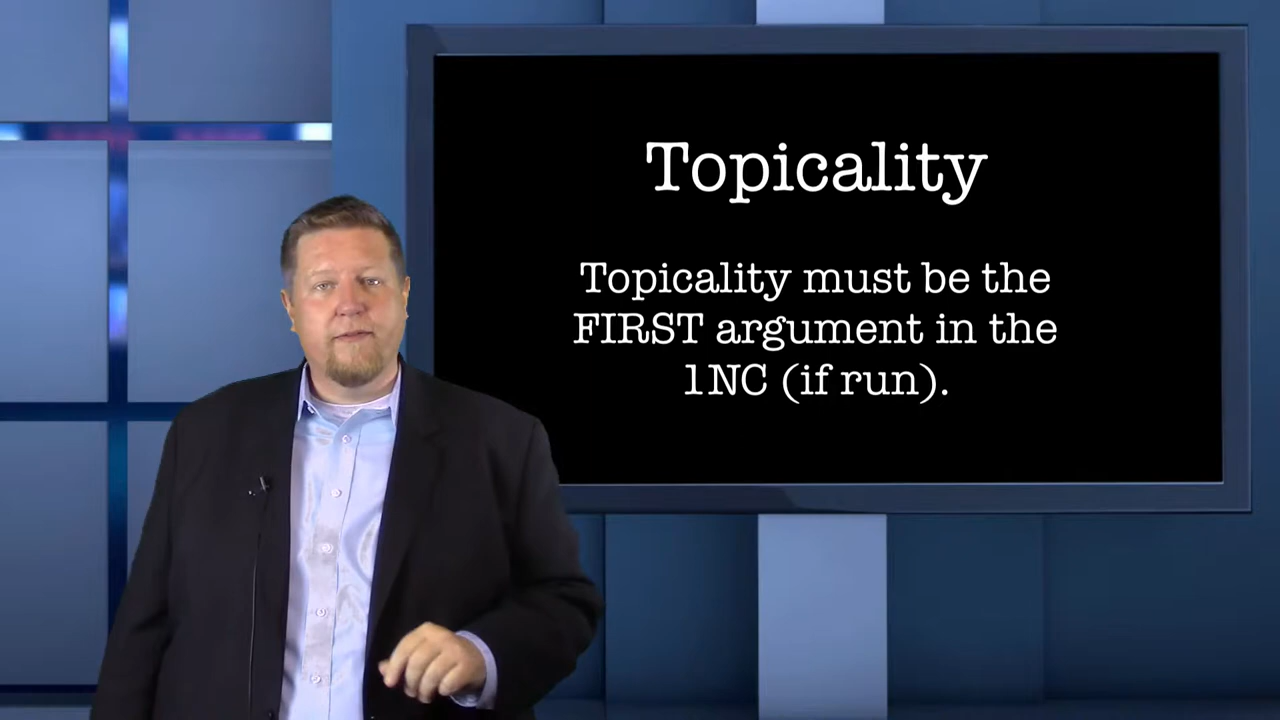 Topicality
Topicality must be the
FIRST argument in the
1NC (if run).